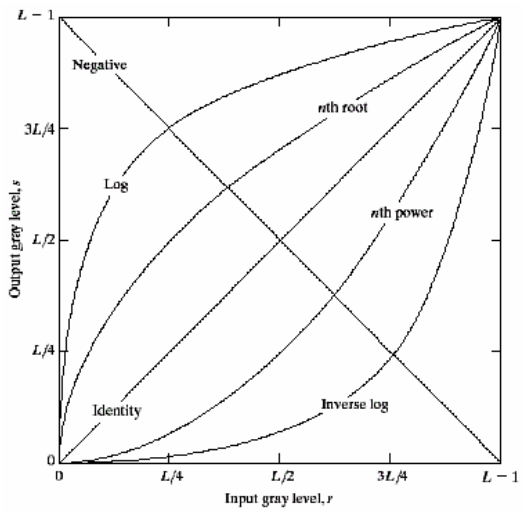 L − 1
Negative
nth root
3L/4
Log
nth power
Output gray level, s
L/2
L/4
Identity
Inverse log
0
0 L/4 L/2 3L/4 L − 1
Input gray level, r